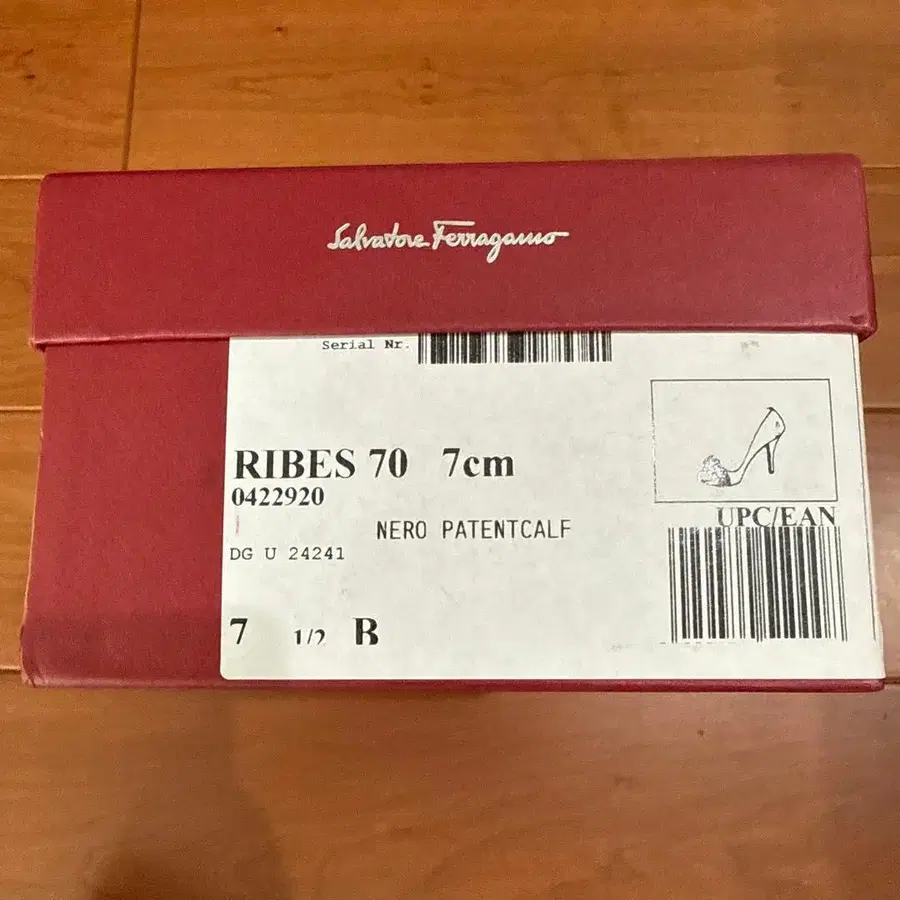 Salvatore Ferragamo
Serial Nr.
RIBES 70 7cm
0422920
NERO PATENTCALF
DG U 24241
UPC/EAN
7 1/2 B